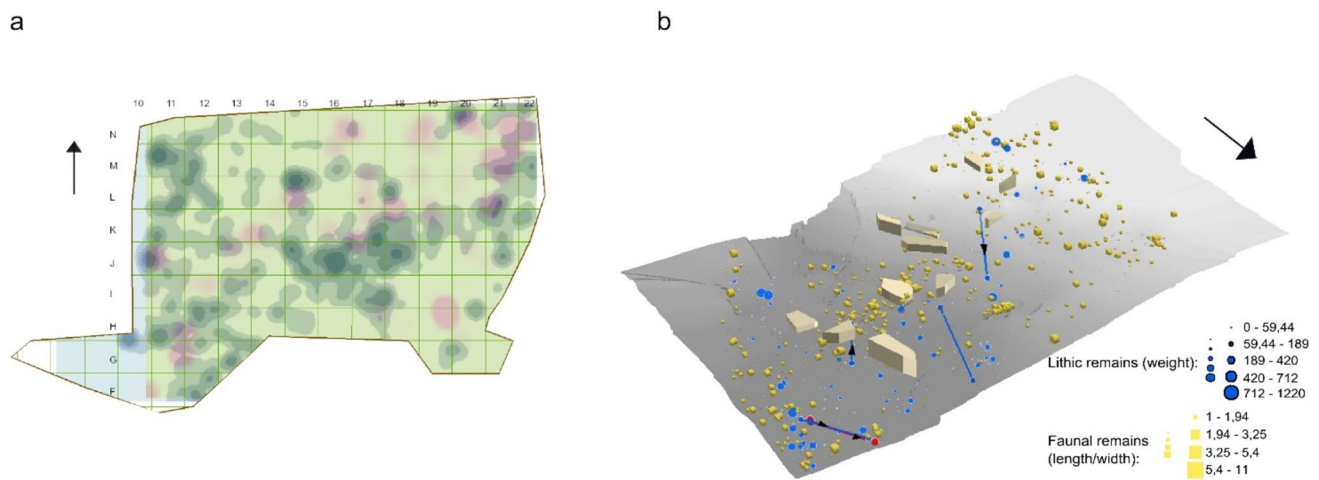 a
b
10 11 12 13 14 15 16 17 18 19 20 21 22
N
M
L
K
J
I
H
G
F
0 - 59,44
59,44 - 189
Lithic remains (weight): 189 - 420
420 - 712
712 - 1220
1 - 1,94
Faunal remains 1,94 - 3,25
(length/width): 3,25 - 5,4
5,4 - 11